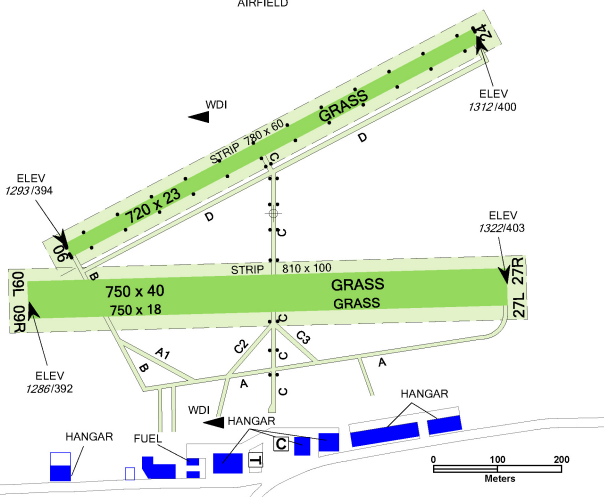 AIRFIELD
24
WDI
ELEV
1312/400
GRASS
STRIP 780 x 60
C
D
ELEV
1293/394
720 x 23
D
ELEV
1322/403
C
06
B
STRIP 810 x 100
09L
27R
750 x 40
GRASS
09R
750 x 18
GRASS
27L
C
A1
C2
C3
C
B
A
A
C
ELEV
1286/392
WDI
HANGAR
HANGAR
HANGAR
FUEL
C
T
0 100 200
Meters